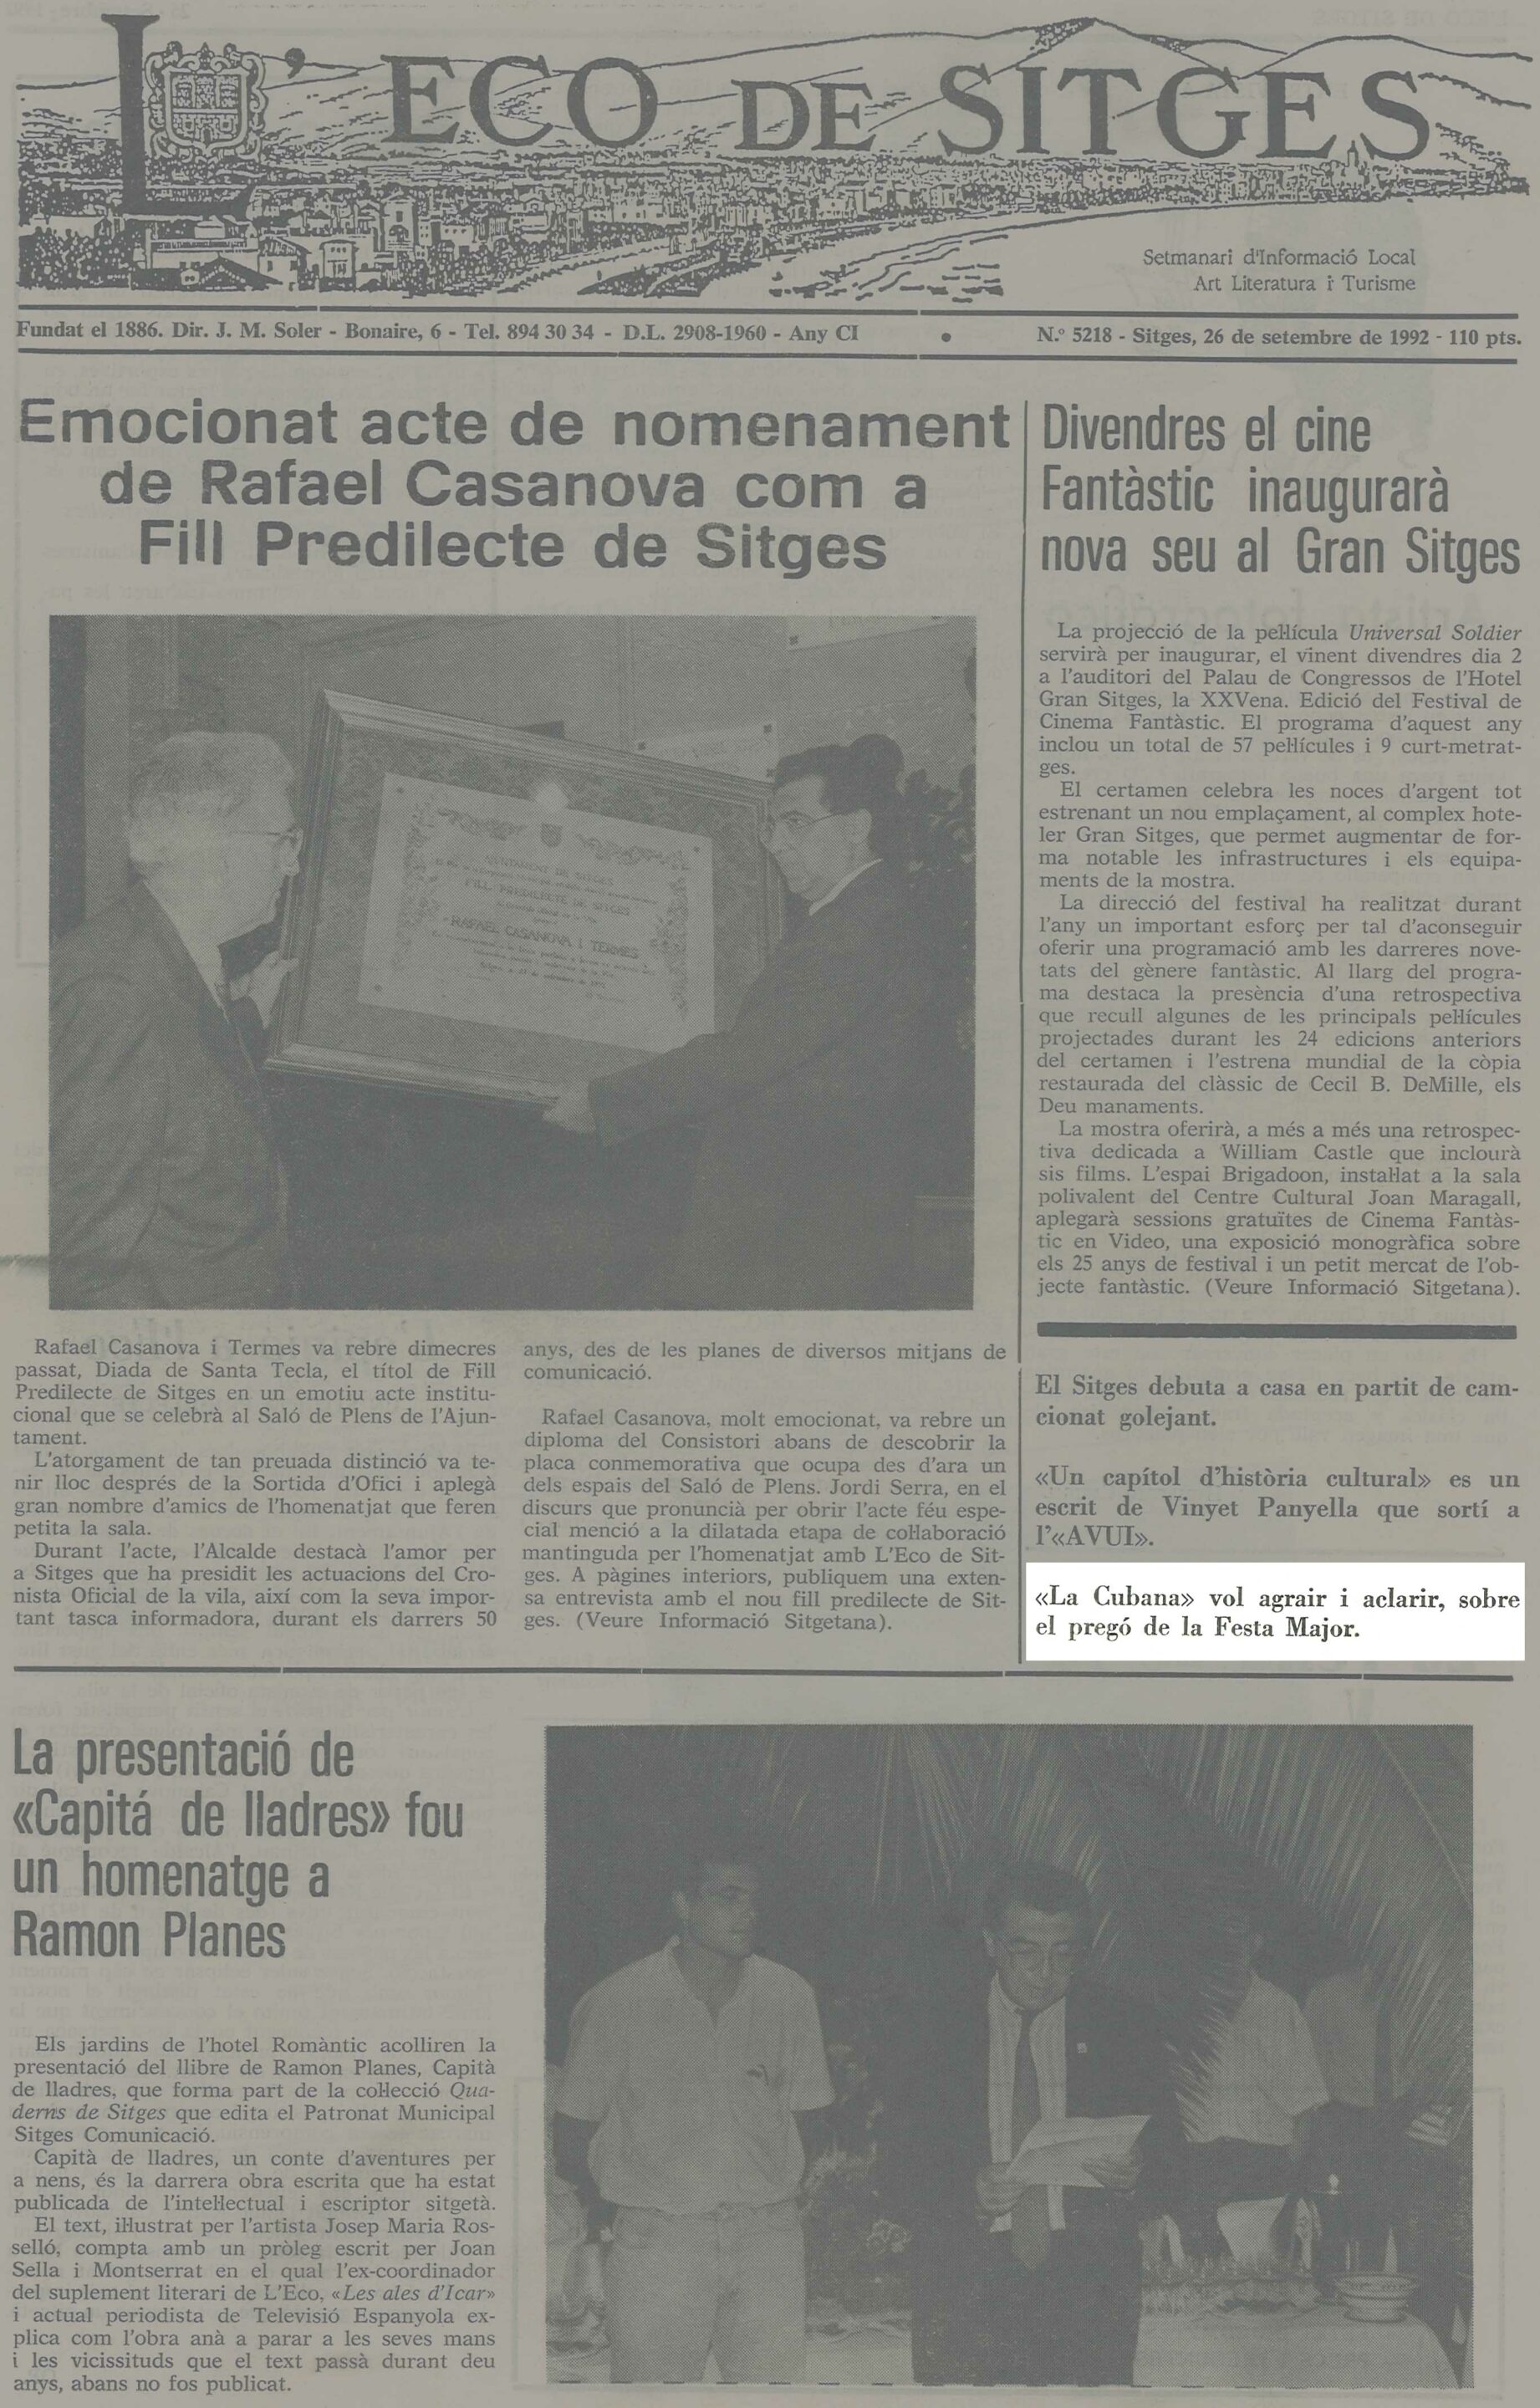 L'ECO DE SITGES
Setmanari d'Informació Local
Art Literatura i Turisme
Fundat el 1886. Dir. J. M. Soler - Bonaire, 6 - Tel. 894 30 34 - D.L. 2908-1960 - Any CI • N.º 5218 - Sitges, 26 de setembre de 1992 - 110 pts.
Emocionat acte de nomenament
de Rafael Casanova com a
Fill Predilecte de Sitges
AJUNTAMENT DE SITGES
FILL PREDILECTE DE SITGES
RAFAEL CASANOVA I TERMES
Rafael Casanova i Termes va rebre dimecres
passat, Diada de Santa Tecla, el títol de Fill
Predilecte de Sitges en un emotiu acte institu-
cional que se celebrà al Saló de Plens de l'Ajun-
tament.
L'atorgament de tan preuada distinció va te-
nir lloc després de la Sortida d'Ofici i aplegà
gran nombre d'amics de l'homenatjat que feren
petita la sala.
Durant l'acte, l'Alcalde destacà l'amor per
a Sitges que ha presidit les actuacions del Cro-
nista Oficial de la vila, així com la seva impor-
tant tasca informadora, durant els darrers 50
anys, des de les planes de diversos mitjans de
comunicació.
Rafael Casanova, molt emocionat, va rebre un
diploma del Consistori abans de descobrir la
placa conmemorativa que ocupa des d'ara un
dels espais del Saló de Plens. Jordi Serra, en el
discurs que pronuncià per obrir l'acte féu espe-
cial menció a la dilatada etapa de col·laboració
mantinguda per l'homenatjat amb L'Eco de Sit-
ges. A pàgines interiors, publiquem una exten-
sa entrevista amb el nou fill predilecte de Sit-
ges. (Veure Informació Sitgetana).
Divendres el cine
Fantàstic inaugurarà
nova seu al Gran Sitges
La projecció de la pel·lícula Universal Soldier
servirà per inaugurar, el vinent divendres dia 2
a l'auditori del Palau de Congressos de l'Hotel
Gran Sitges, la XXVena. Edició del Festival de
Cinema Fantàstic. El programa d'aquest any
inclou un total de 57 pel·lícules i 9 curt-metrat-
ges.
El certamen celebra les noces d'argent tot
estrenant un nou emplaçament, al complex hote-
ler Gran Sitges, que permet augmentar de for-
ma notable les infrastructures i els equipa-
ments de la mostra.
La direcció del festival ha realitzat durant
l'any un important esforç per tal d'aconseguir
oferir una programació amb les darreres nove-
tats del gènere fantàstic. Al llarg del progra-
ma destaca la presència d'una retrospectiva
que recull algunes de les principals pel·lícules
projectades durant les 24 edicions anteriors
del certamen i l'estrena mundial de la còpia
restaurada del clàssic de Cecil B. DeMille, els
Deu manaments.
La mostra oferirà, a més a més una retrospec-
tiva dedicada a William Castle que inclourà
sis films. L'espai Brigadoon, instal·lat a la sala
polivalent del Centre Cultural Joan Maragall,
aplegarà sessions gratuïtes de Cinema Fantàs-
tic en Video, una exposició monogràfica sobre
els 25 anys de festival i un petit mercat de l'ob-
jecte fantàstic. (Veure Informació Sitgetana).
El Sitges debuta a casa en partit de cam-
cionat golejant.
«Un capítol d'història cultural» es un
escrit de Vinyet Panyella que sortí a
l'«AVUI».
«La Cubana» vol agrair i aclarir, sobre
el pregó de la Festa Major.
La presentació de
«Capitá de lladres» fou
un homenatge a
Ramon Planes
Els jardins de l'hotel Romàntic acolliren la
presentació del llibre de Ramon Planes, Capità
de lladres, que forma part de la col·lecció Qua-
derns de Sitges que edita el Patronat Municipal
Sitges Comunicació.
Capità de lladres, un conte d'aventures per
a nens, és la darrera obra escrita que ha estat
publicada de l'intel·lectual i escriptor sitgetà.
El text, il·lustrat per l'artista Josep Maria Ros-
selló, compta amb un pròleg escrit per Joan
Sella i Montserrat en el qual l'ex-coordinador
del suplement literari de L'Eco, «Les ales d'Icar»
i actual periodista de Televisió Espanyola ex-
plica com l'obra anà a parar a les seves mans
i les vicissituds que el text passà durant deu
anys, abans no fos publicat.